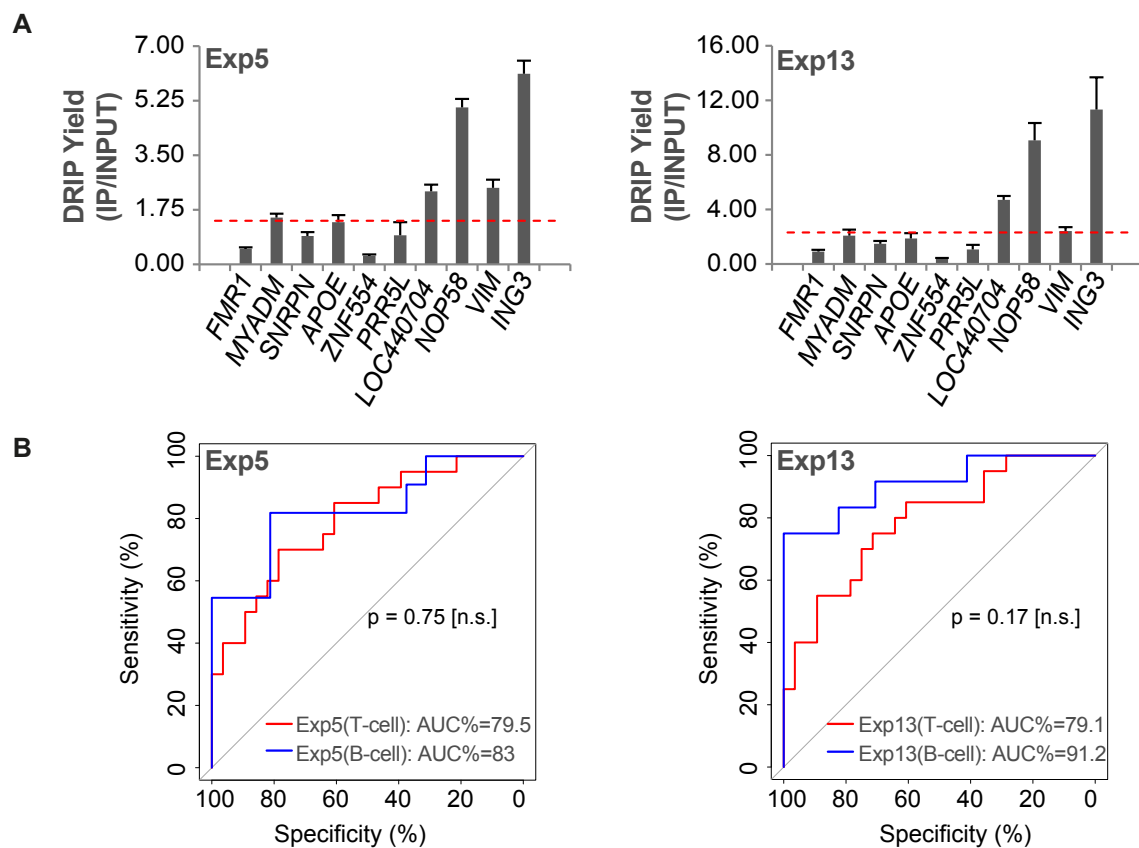 A
Exp5
DRIP Yield
(IP/INPUT)
7.00
5.25
3.50
1.75
0.00
FMR1
MYADM
SNRPN
APOE
ZNF554
PRR5L
LOC440704
NOP58
VIM
ING3
Exp13
DRIP Yield
(IP/INPUT)
16.00
12.00
8.00
4.00
0.00
FMR1
MYADM
SNRPN
APOE
ZNF554
PRR5L
LOC440704
NOP58
VIM
ING3
B
Exp5
Sensitivity (%)
100
80
60
40
20
0
p = 0.75 [n.s.]
Exp5(T-cell): AUC%=79.5
Exp5(B-cell): AUC%=83
100 80 60 40 20 0
Specificity (%)
Exp13
Sensitivity (%)
100
80
60
40
20
0
p = 0.17 [n.s.]
Exp13(T-cell): AUC%=79.1
Exp13(B-cell): AUC%=91.2
100 80 60 40 20 0
Specificity (%)